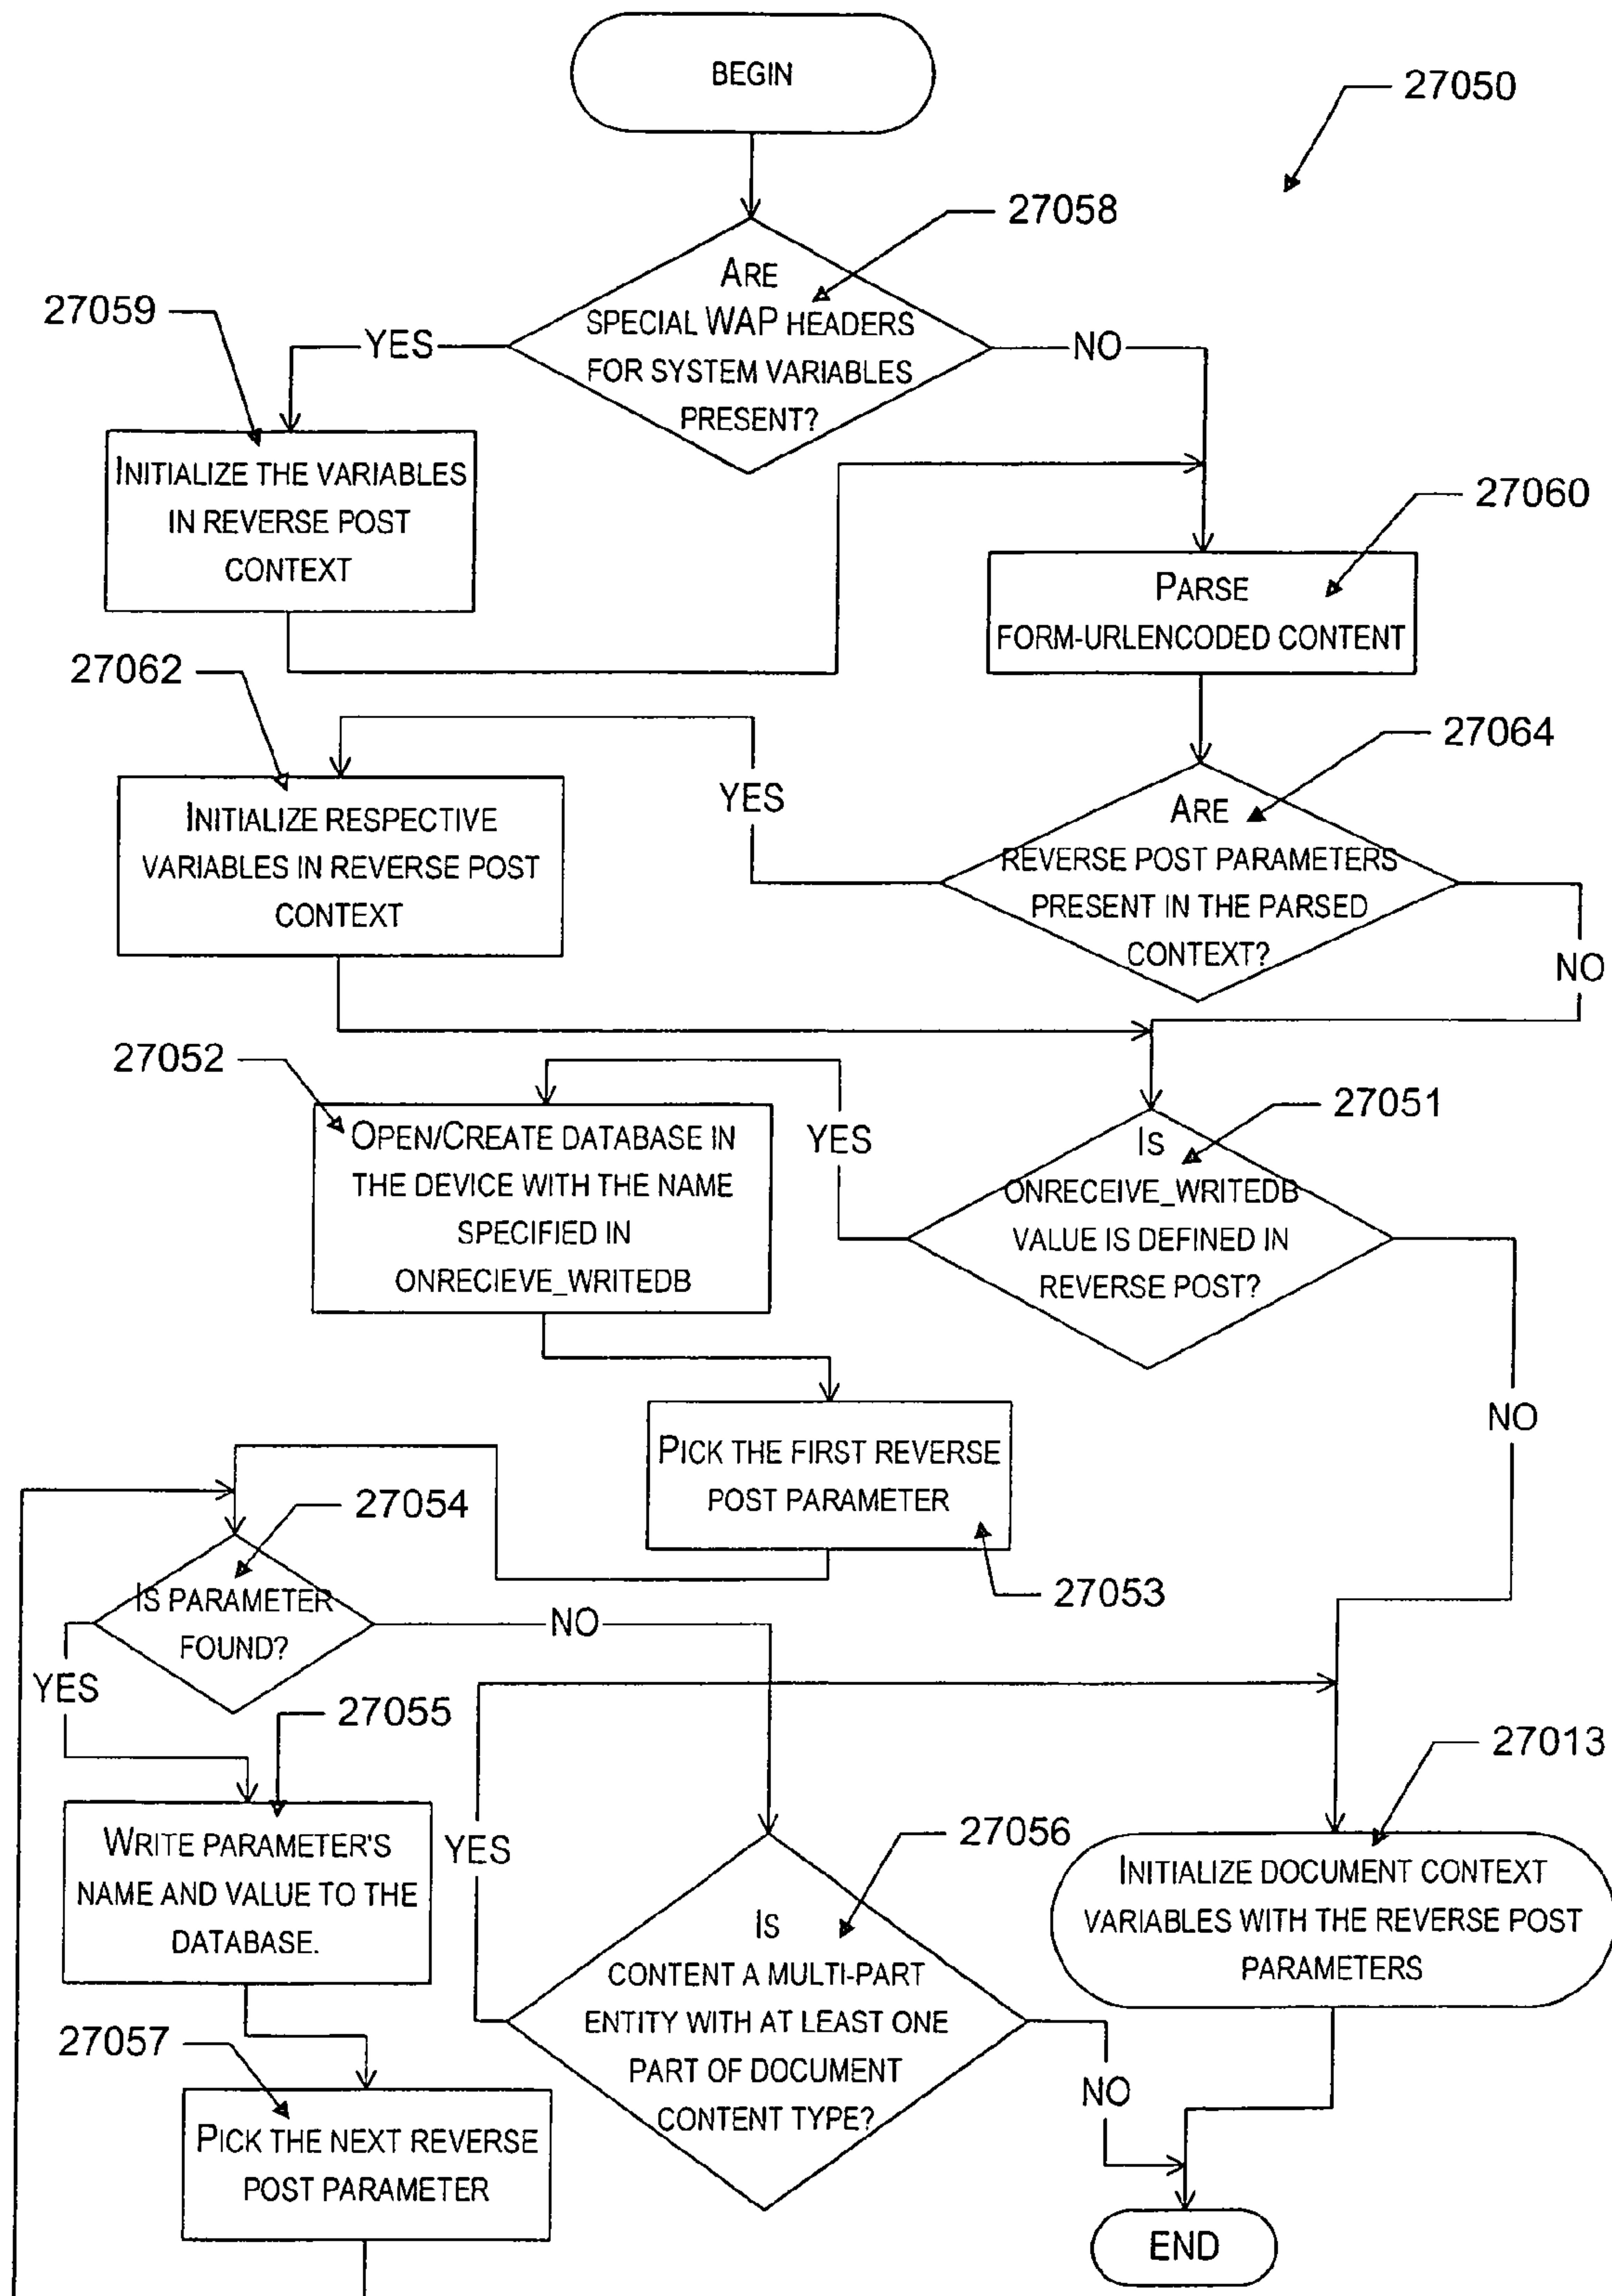 BEGIN
27050
27058
ARE
SPECIAL WAP HEADERS
FOR SYSTEM VARIABLES
PRESENT?
27059
YES
NO
INITIALIZE THE VARIABLES
IN REVERSE POST
CONTEXT
27060
PARSE
FORM-URLENCODED CONTENT
27062
27064
YES
ARE
REVERSE POST PARAMETERS
PRESENT IN THE PARSED
CONTEXT?
NO
INITIALIZE RESPECTIVE
VARIABLES IN REVERSE POST
CONTEXT
27052
27051
OPEN/CREATE DATABASE IN
THE DEVICE WITH THE NAME
SPECIFIED IN
ONRECIEVE_WRITEDB
YES
IS
ONRECEIVE_WRITEDB
VALUE IS DEFINED IN
REVERSE POST?
NO
PICK THE FIRST REVERSE
POST PARAMETER
27053
27054
IS PARAMETER
FOUND?
NO
YES
27055
27013
WRITE PARAMETER'S
NAME AND VALUE TO THE
DATABASE.
YES
27056
IS
CONTENT A MULTI-PART
ENTITY WITH AT LEAST ONE
PART OF DOCUMENT
CONTENT TYPE?
INITIALIZE DOCUMENT CONTEXT
VARIABLES WITH THE REVERSE POST
PARAMETERS
27057
NO
PICK THE NEXT REVERSE
POST PARAMETER
END